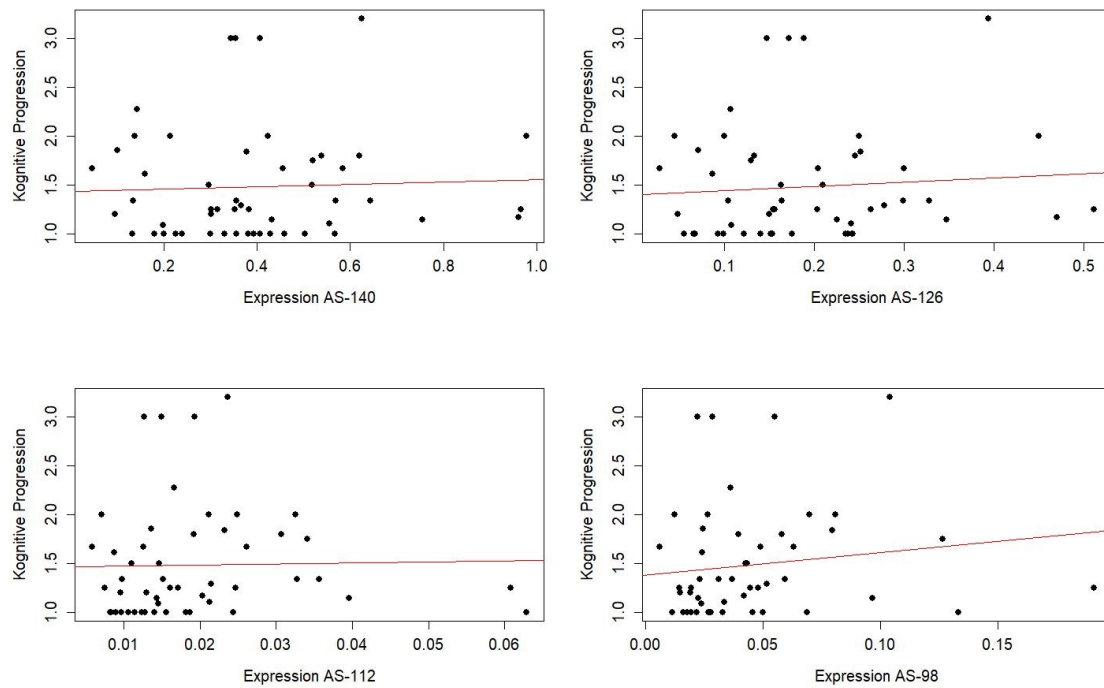 Kognitive Progression
3.0
2.5
2.0
1.5
1.0
0.2 0.4 0.6 0.8 1.0
Expression AS-140
Kognitive Progression
3.0
2.5
2.0
1.5
1.0
0.1 0.2 0.3 0.4 0.5
Expression AS-126
Kognitive Progression
3.0
2.5
2.0
1.5
1.0
0.01 0.02 0.03 0.04 0.05 0.06
Expression AS-112
Kognitive Progression
3.0
2.5
2.0
1.5
1.0
0.00 0.05 0.10 0.15
Expression AS-98